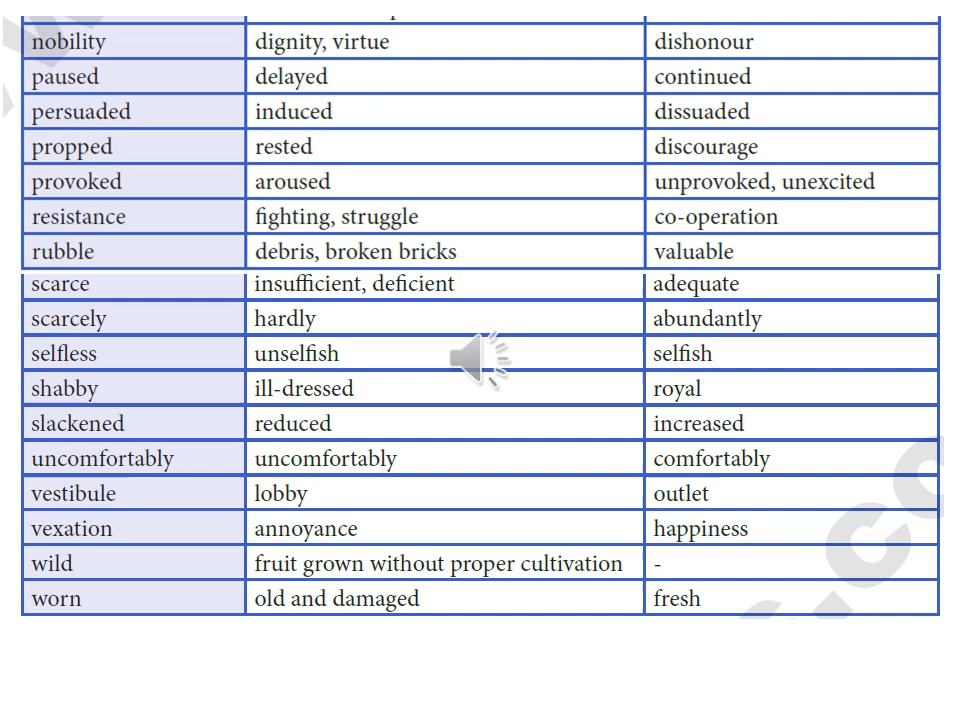 nobility dignity, virtue dishonour
paused delayed continued
persuaded induced dissuaded
propped rested discourage
provoked aroused unprovoked, unexcited
resistance fighting, struggle co-operation
rubble debris, broken bricks valuable
scarce insufficient, deficient adequate
scarcely hardly abundantly
selfless unselfish selfish
shabby ill-dressed royal
slackened reduced increased
uncomfortably uncomfortably comfortably
vestibule lobby outlet
vexation annoyance happiness
wild fruit grown without proper cultivation -
worn old and damaged fresh